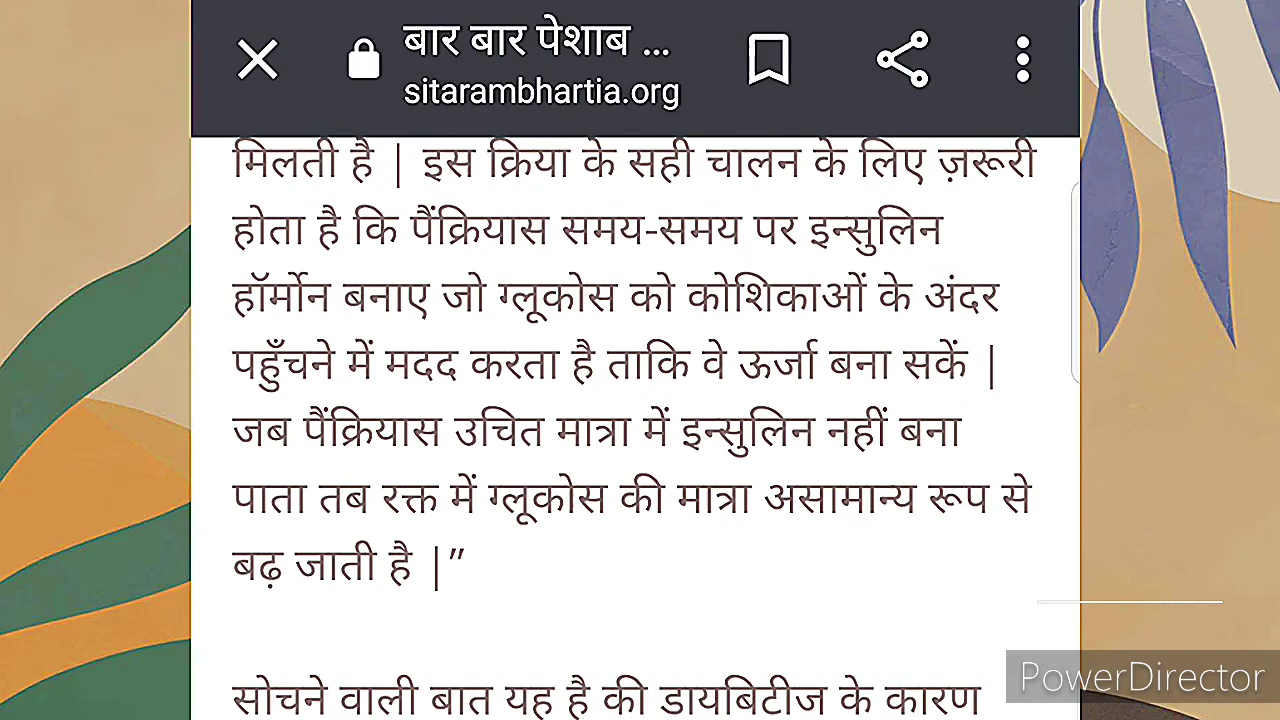 बार बार पेशाब ...
sitarambhartia.org
मिलती है | इस क्रिया के सही चालन के लिए ज़रूरी
होता है कि पैंक्रियास समय-समय पर इन्सुलिन
हॉर्मोन बनाए जो ग्लूकोस को कोशिकाओं के अंदर
पहुँचने में मदद करता है ताकि वे ऊर्जा बना सकें |
जब पैंक्रियास उचित मात्रा में इन्सुलिन नहीं बना
पाता तब रक्त में ग्लूकोस की मात्रा असामान्य रूप से
बढ़ जाती है |”
सोचने वाली बात यह है की डायबिटीज के कारण
PowerDirector